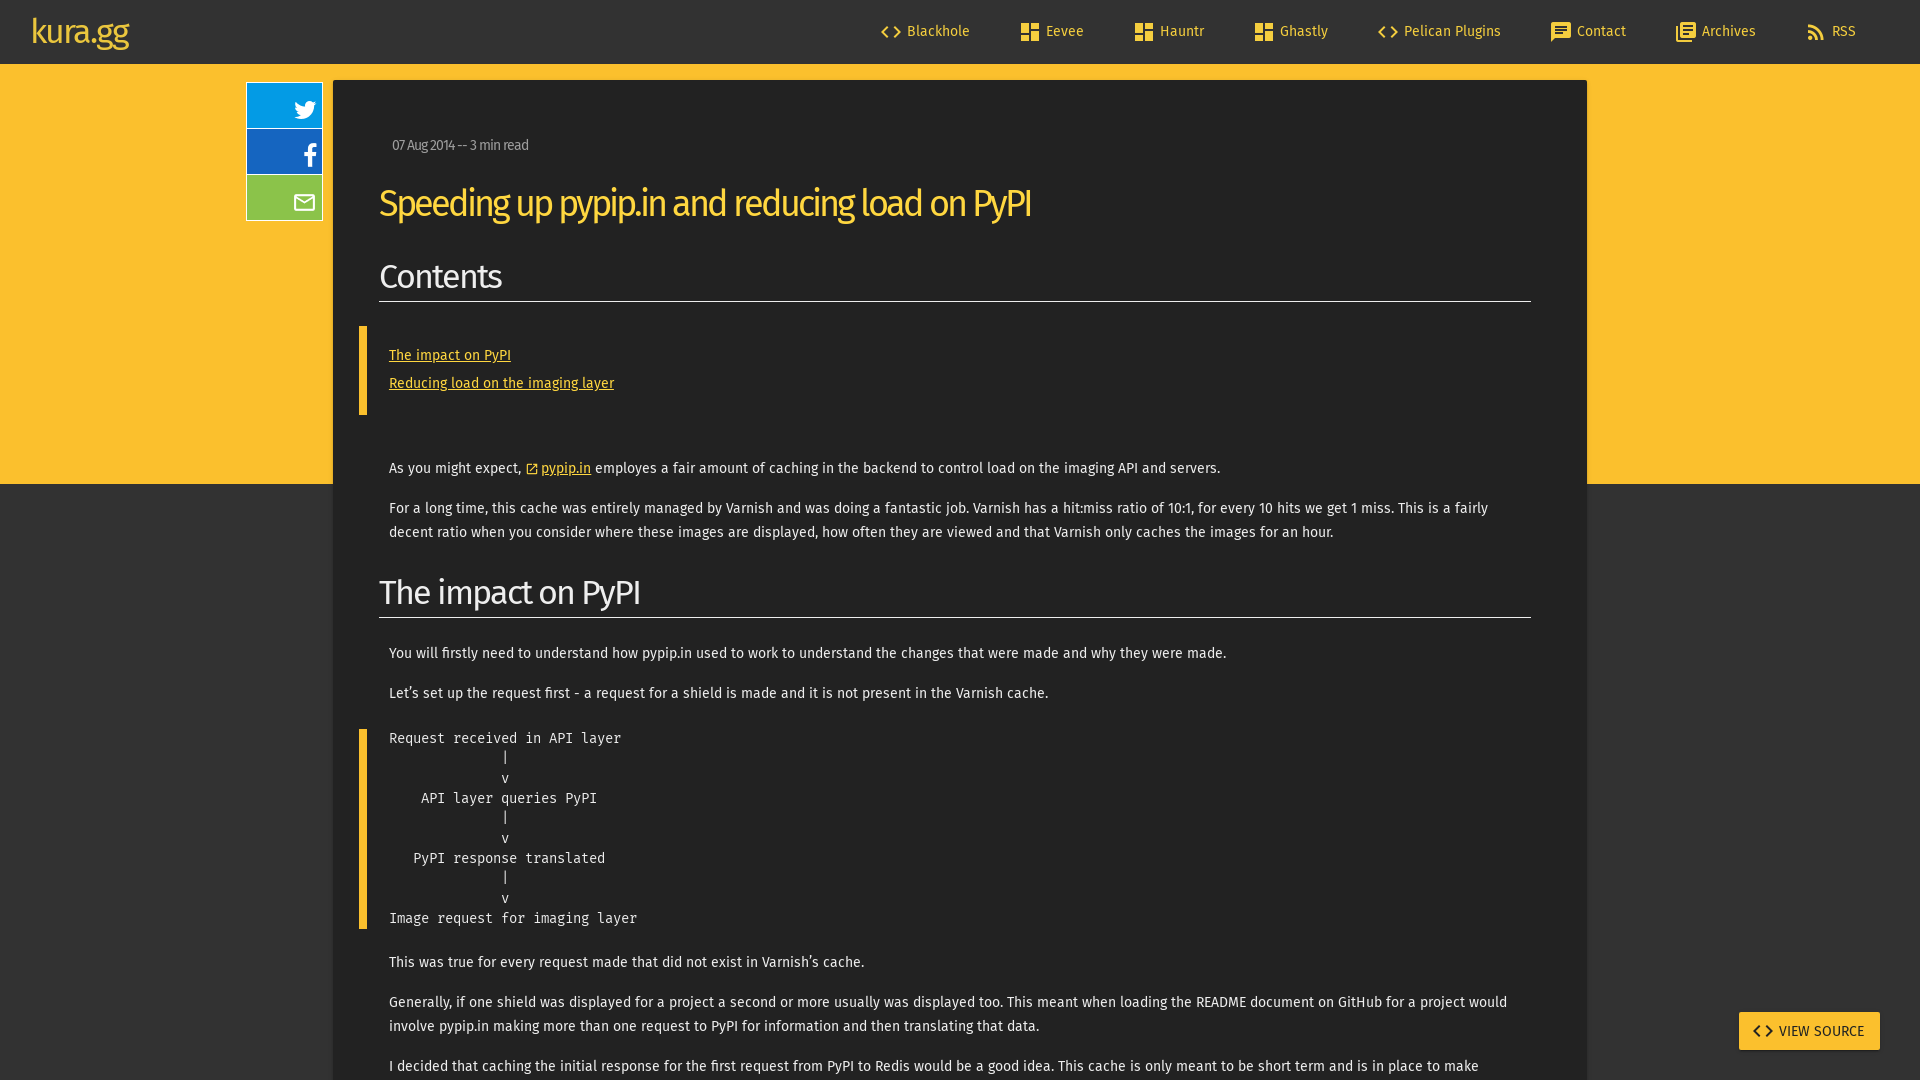 kura.gg
Blackhole
Eevee
Hauntr
Ghastly
Pelican Plugins
Contact
Archives
RSS
07 Aug 2014 -- 3 min read
Speeding up pypip.in and reducing load on PyPI
Contents
The impact on PyPI
Reducing load on the imaging layer
As you might expect, pypip.in employes a fair amount of caching in the backend to control load on the imaging API and servers.
For a long time, this cache was entirely managed by Varnish and was doing a fantastic job. Varnish has a hit:miss ratio of 10:1, for every 10 hits we get 1 miss. This is a fairly
decent ratio when you consider where these images are displayed, how often they are viewed and that Varnish only caches the images for an hour.
The impact on PyPI
You will firstly need to understand how pypip.in used to work to understand the changes that were made and why they were made.
Let’s set up the request first - a request for a shield is made and it is not present in the Varnish cache.
Request received in API layer
|
v
API layer queries PyPI
|
v
PyPI response translated
|
v
Image request for imaging layer
This was true for every request made that did not exist in Varnish’s cache.
Generally, if one shield was displayed for a project a second or more usually was displayed too. This meant when loading the README document on GitHub for a project would
involve pypip.in making more than one request to PyPI for information and then translating that data.
I decided that caching the initial response for the first request from PyPI to Redis would be a good idea. This cache is only meant to be short term and is in place to make
VIEW SOURCE